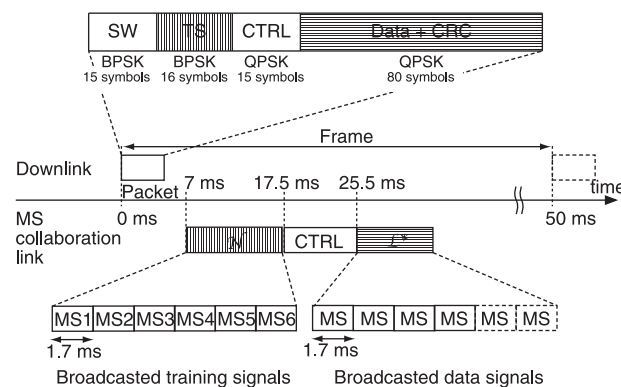 SW TS CTRL Data + CRC
BPSK BPSK QPSK QPSK
15 symbols 16 symbols 15 symbols 80 symbols
Frame
Downlink
Packet 7 ms 17.5 ms 25.5 ms time
0 ms 50 ms
MS
collaboration
link
N CTRL L*
MS1 MS2 MS3 MS4 MS5 MS6 MS MS MS MS MS MS
1.7 ms 1.7 ms
Broadcasted training signals Broadcasted data signals